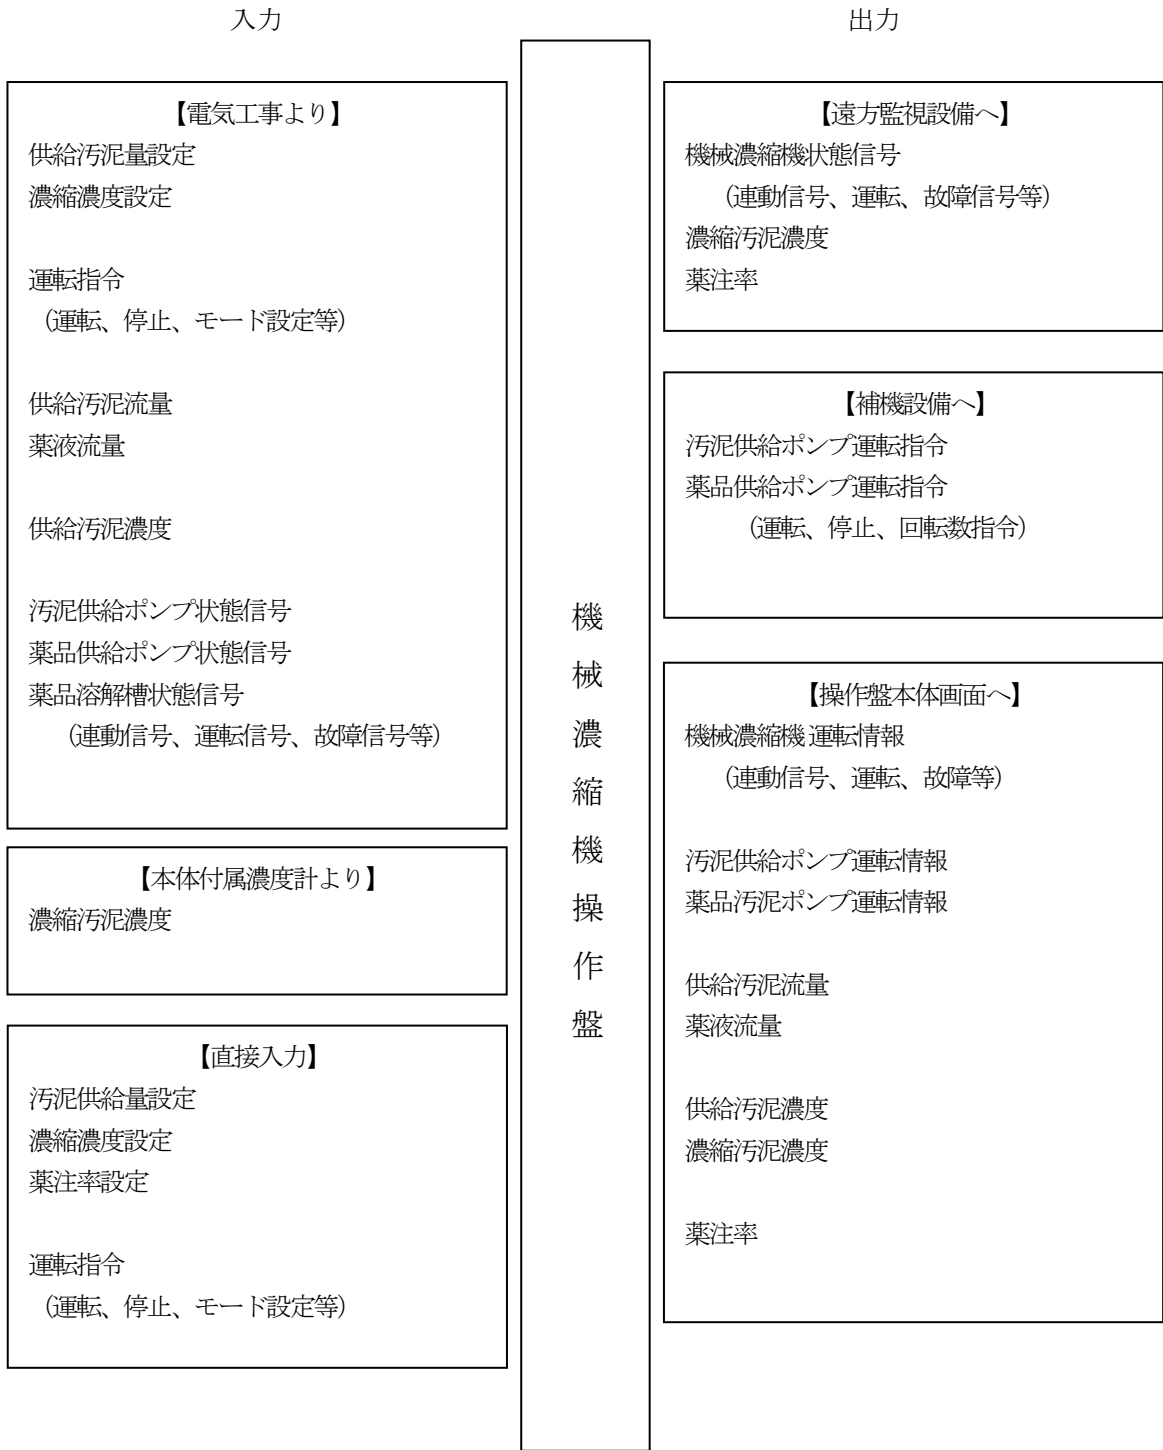 入力
【電気工事より】
供給汚泥量設定
濃縮濃度設定
運転指令
（運転、停止、モード設定等）
供給汚泥流量
薬液流量
供給汚泥濃度
汚泥供給ポンプ状態信号
薬品供給ポンプ状態信号
薬品溶解槽状態信号
（連動信号、運転信号、故障信号等）
【本体付属濃度計より】
濃縮汚泥濃度
【直接入力】
汚泥供給量設定
濃縮濃度設定
薬注率設定
運転指令
（運転、停止、モード設定等）
機械濃縮機操作盤
出力
【遠方監視設備へ】
機械濃縮機状態信号
（連動信号、運転、故障信号等）
濃縮汚泥濃度
薬注率
【補機設備へ】
汚泥供給ポンプ運転指令
薬品供給ポンプ運転指令
（運転、停止、回転数指令）
【操作盤本体画面へ】
機械濃縮機運転情報
（連動信号、運転、故障等）
汚泥供給ポンプ運転情報
薬品汚泥ポンプ運転情報
供給汚泥流量
薬液流量
供給汚泥濃度
濃縮汚泥濃度
薬注率